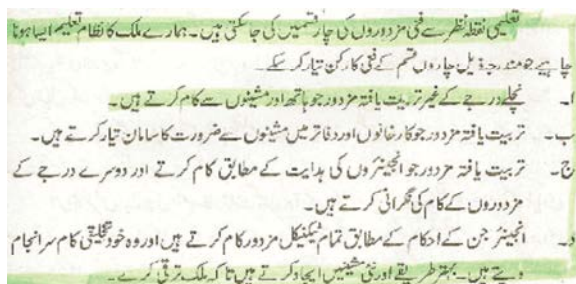 تعلیمی نقطہ نظر سے فنی مزدوروں کی چار قسمیں کی جا سکتی ہیں۔ ہمارے ملک کا نظام تعلیم ایسا ہونا
چاہیے جو مندرجہ ذیل چاروں قسم کے فنی کارکن تیار کر سکے۔
ا۔ نچلے درجے کے غیر تربیت یافتہ مزدور جو ہاتھ اور مشینوں سے کام کرتے ہیں۔
ب۔ تربیت یافتہ مزدور جو کارخانوں اور دفاتر میں مشینوں سے ضرورت کا سامان تیار کرتے ہیں۔
ج۔ تربیت یافتہ مزدور جو انجینئروں کی ہدایت کے مطابق کام کرتے اور دوسرے درجے کے
مزدوروں کے کام کی نگرانی کرتے ہیں۔
د۔ انجینئر جن کے احکام کے مطابق تمام ٹیکنیکل مزدور کام کرتے ہیں اور وہ خود تخلیقی کام سرانجام
دیتے ہیں۔ بہتر طریقے اور نئی مشینیں ایجاد کرتے ہیں تاکہ ملک ترقی کرے۔